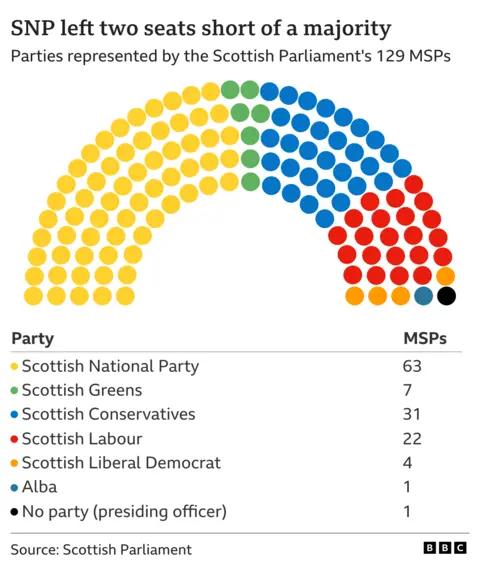 SNP left two seats short of a majority
Parties represented by the Scottish Parliament's 129 MSPs
Party MSPs
Scottish National Party 63
Scottish Greens 7
Scottish Conservatives 31
Scottish Labour 22
Scottish Liberal Democrat 4
Alba 1
No party (presiding officer) 1
Source: Scottish Parliament BBC